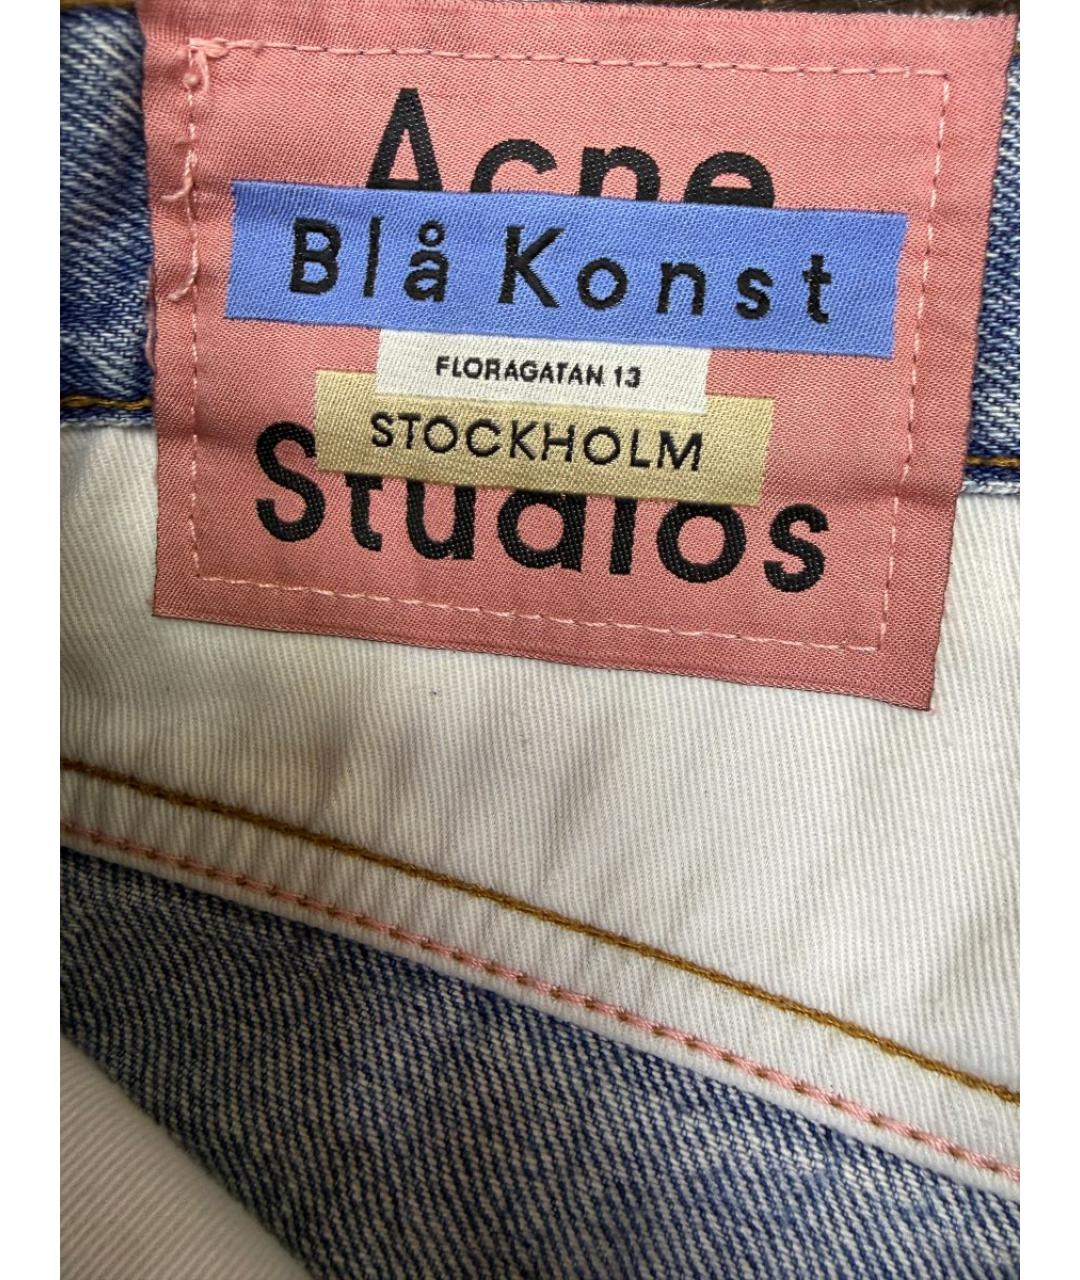 Acne
Blå Konst
FLORAGATAN 13
STOCKHOLM
Studios